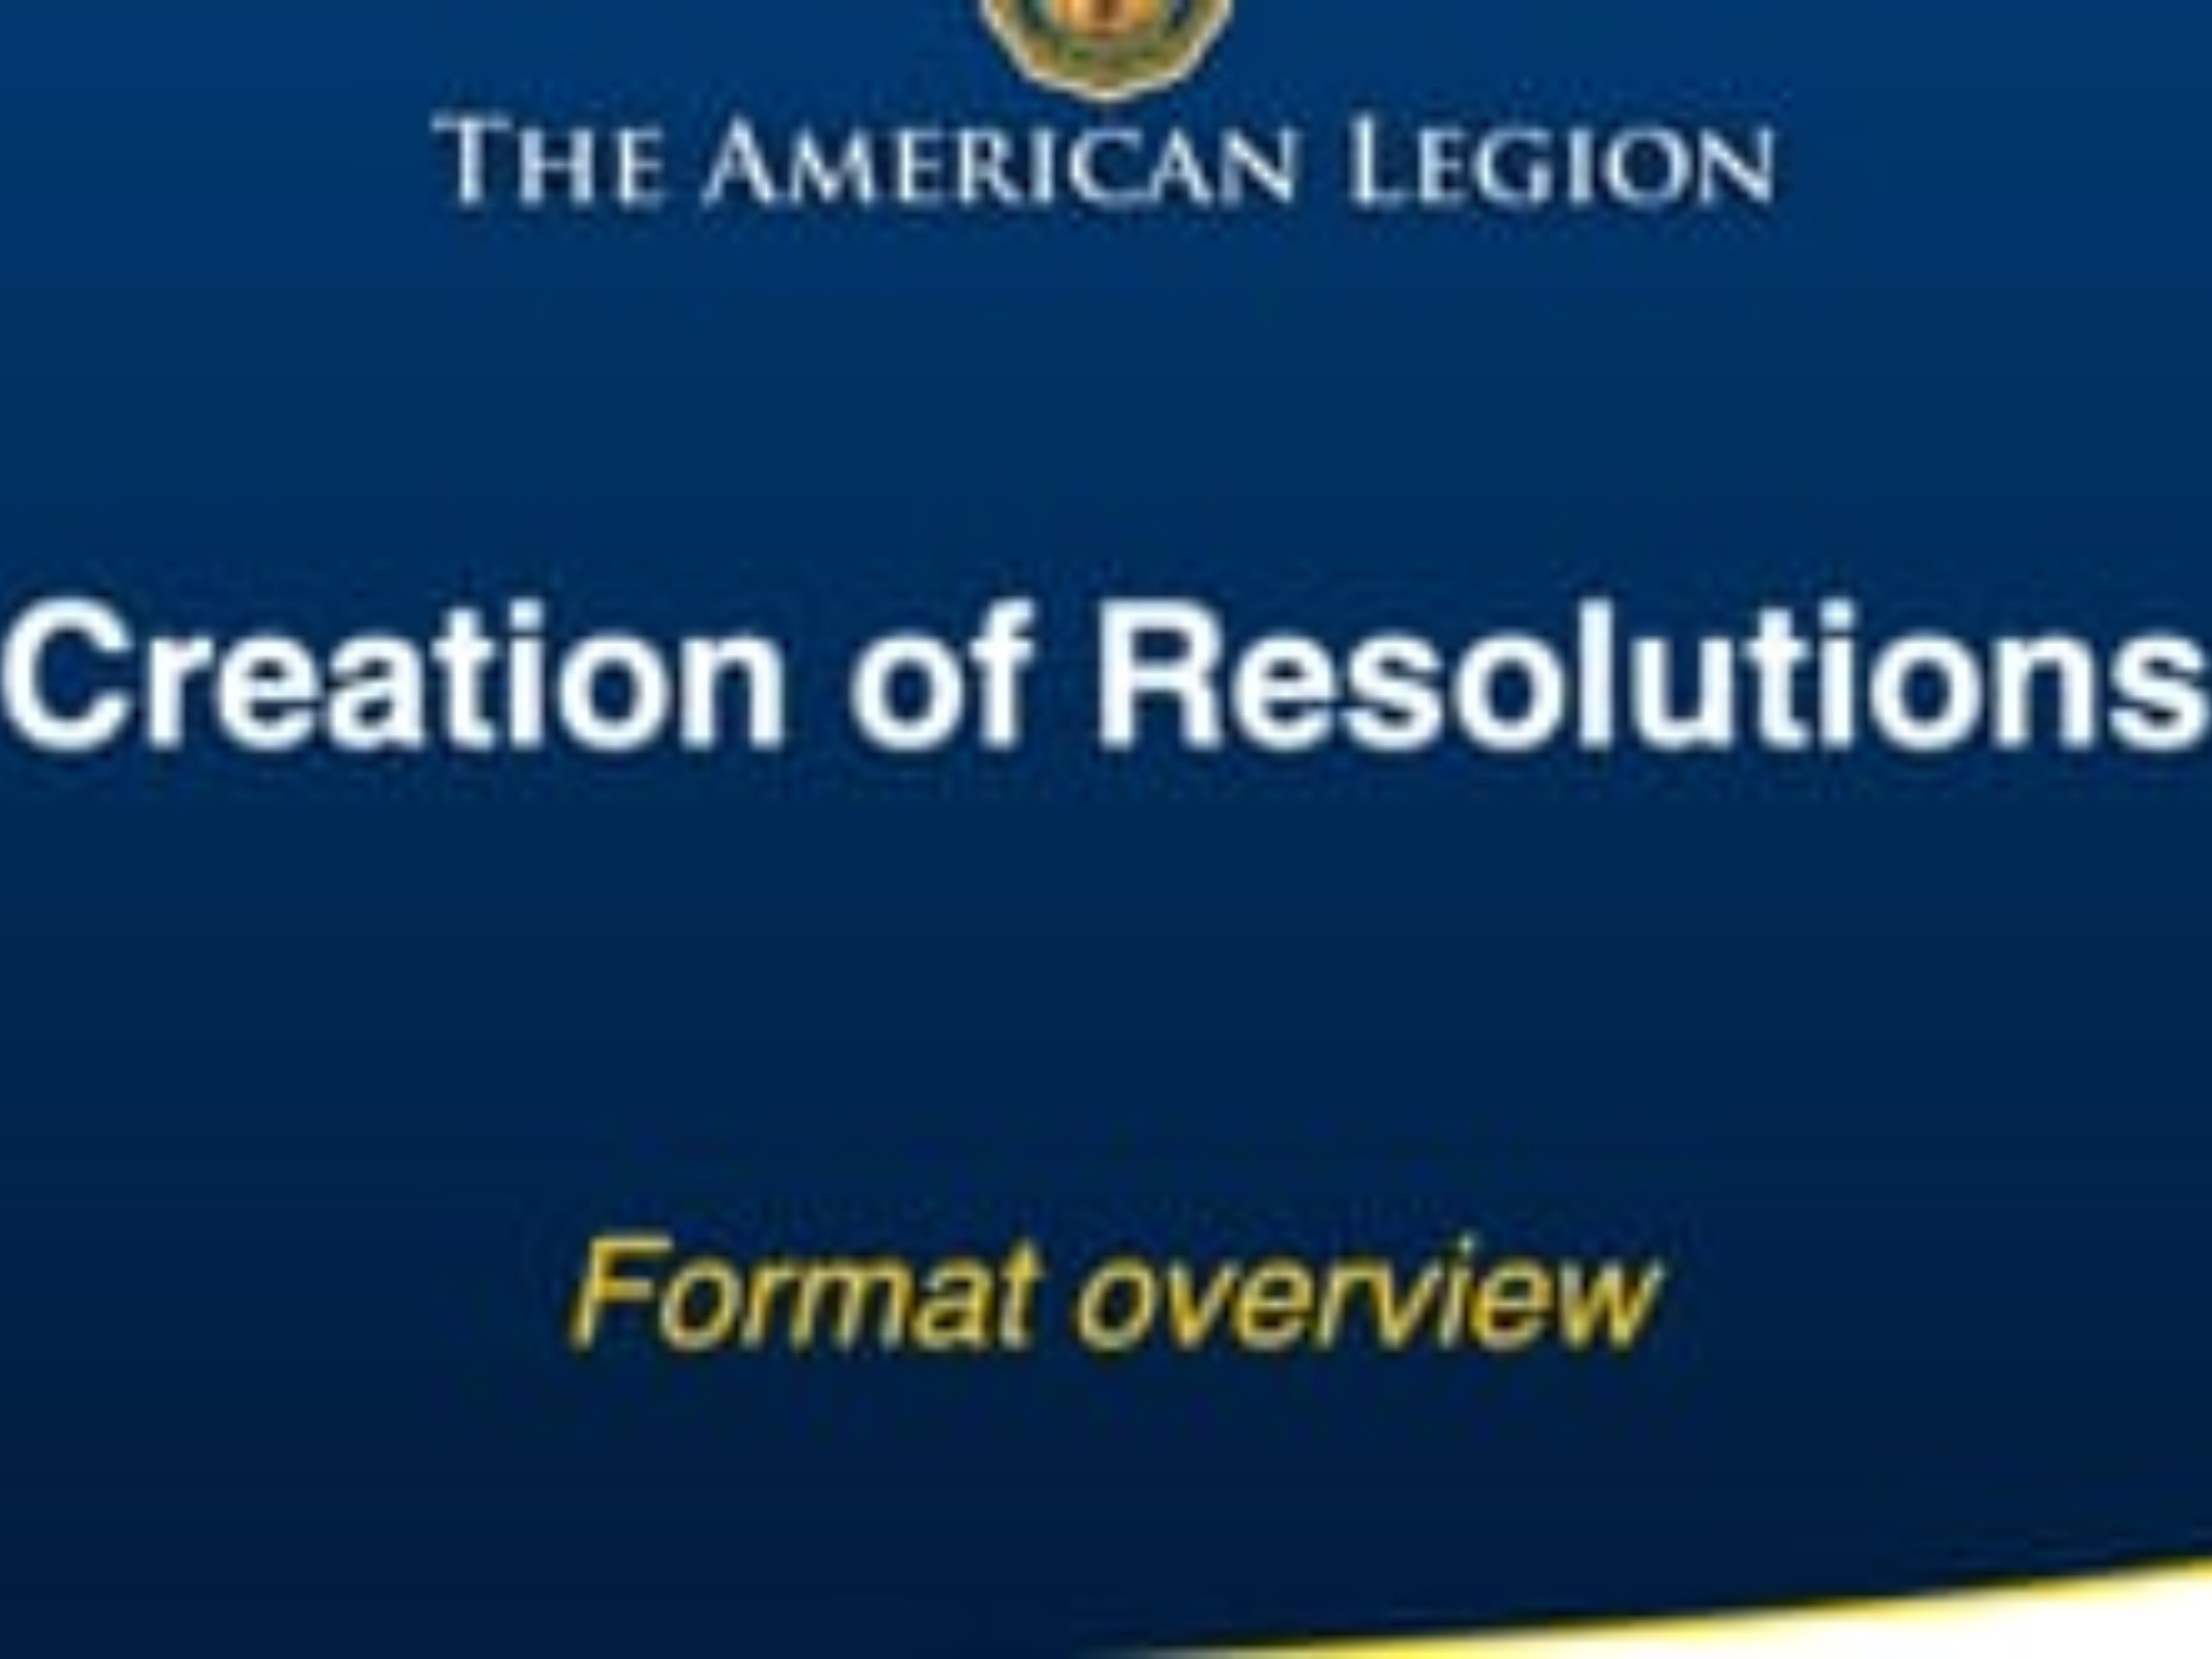 THE AMERICAN LEGION
Creation of Resolutions
Format overview